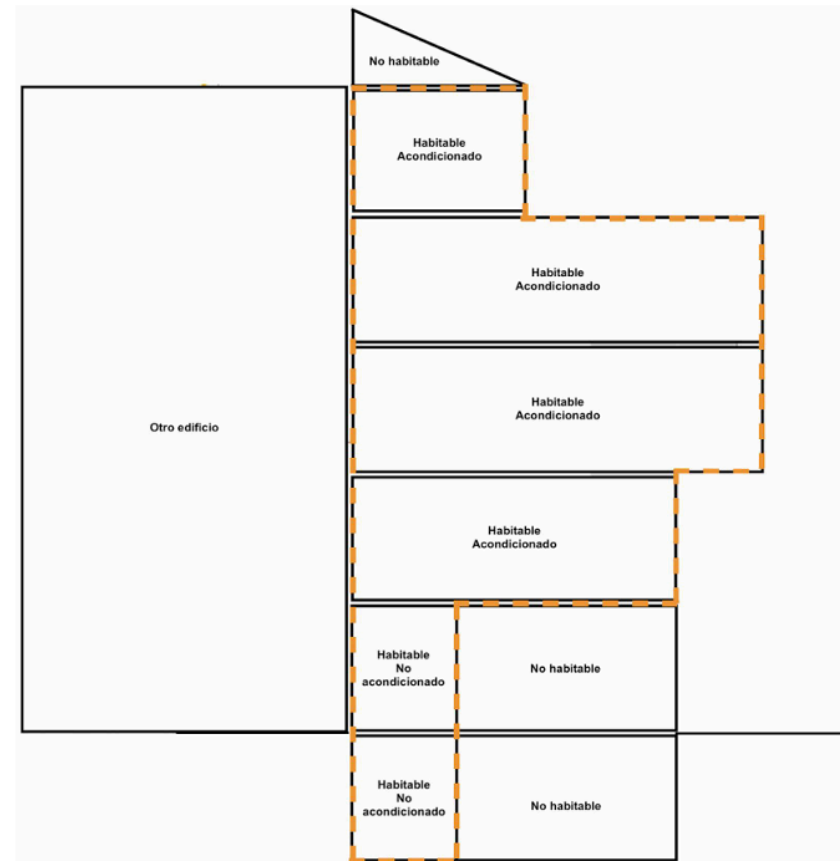 No habitable
Habitable
Acondicionado
Habitable
Acondicionado
Habitable
Acondicionado
Otro edificio
Habitable
Acondicionado
Habitable
No
acondicionado
No habitable
Habitable
No
acondicionado
No habitable